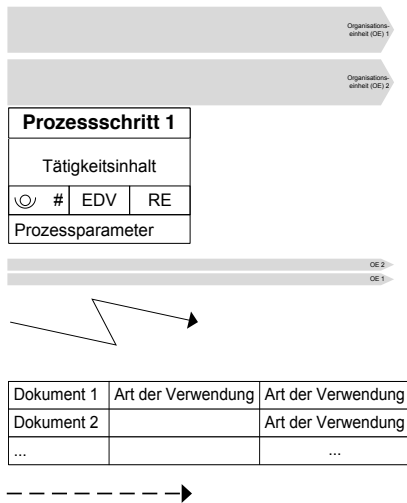 Organisations-
einheit (OE) 1
Organisations-
einheit (OE) 2
Prozessschritt 1
Tätigkeitsinhalt
# EDV RE
Prozessparameter
OE 2
OE 1
Dokument 1 Art der Verwendung Art der Verwendung
Dokument 2 Art der Verwendung
... ...